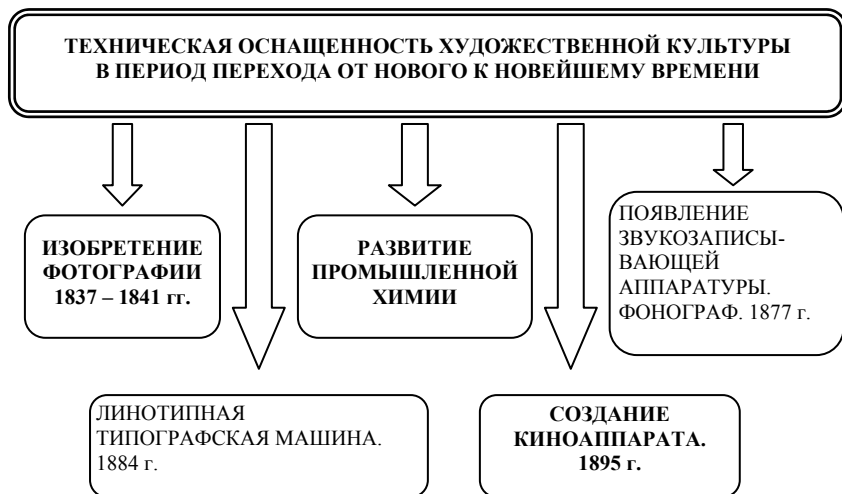 ТЕХНИЧЕСКАЯ ОСНАЩЕННОСТЬ ХУДОЖЕСТВЕННОЙ КУЛЬТУРЫ
В ПЕРИОД ПЕРЕХОДА ОТ НОВОГО К НОВЕЙШЕМУ ВРЕМЕНИ
ИЗОБРЕТЕНИЕ
ФОТОГРАФИИ
1837 – 1841 гг.
РАЗВИТИЕ
ПРОМЫШЛЕННОЙ
ХИМИИ
ПОЯВЛЕНИЕ
ЗВУКОЗАПИСЫ-
ВАЮЩЕЙ
АППАРАТУРЫ.
ФОНОГРАФ. 1877 г.
ЛИНОТИПНАЯ
ТИПОГРАФСКАЯ МАШИНА.
1884 г.
СОЗДАНИЕ
КИНОАППАРАТА.
1895 г.